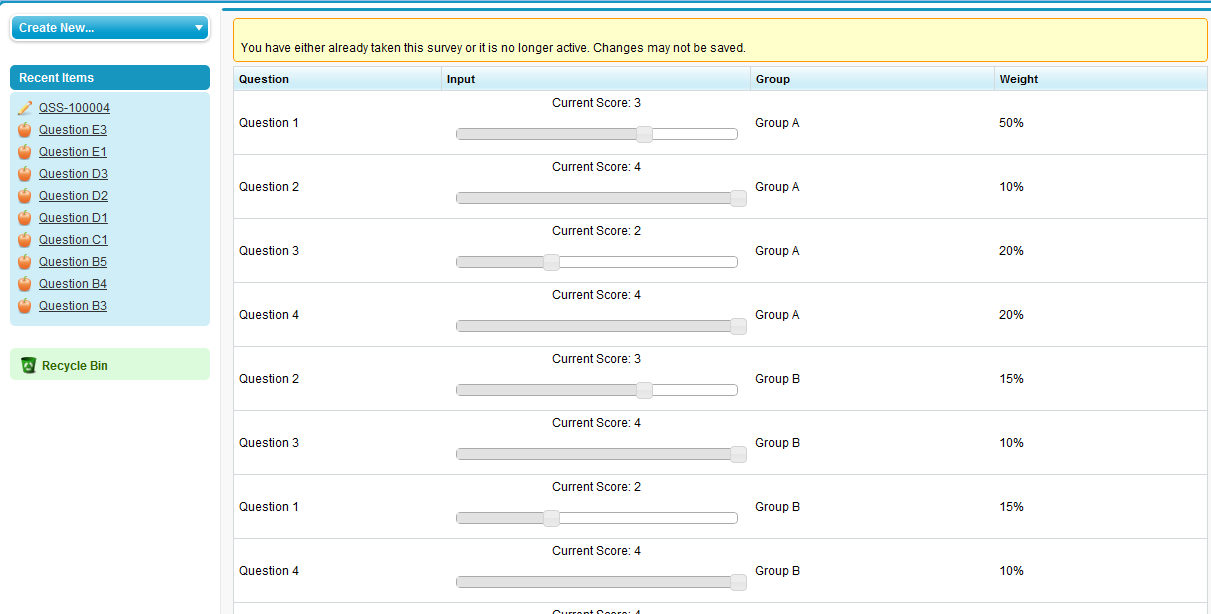 Create New...
Recent Items
QSS-100004
Question E3
Question E1
Question D3
Question D2
Question D1
Question C1
Question B5
Question B4
Question B3
Recycle Bin
You have either already taken this survey or it is no longer active. Changes may not be saved.
Question Input Group Weight
Current Score: 3
Question 1 Group A 50%
Current Score: 4
Question 2 Group A 10%
Current Score: 2
Question 3 Group A 20%
Current Score: 4
Question 4 Group A 20%
Current Score: 3
Question 2 Group B 15%
Current Score: 4
Question 3 Group B 10%
Current Score: 2
Question 1 Group B 15%
Current Score: 4
Question 4 Group B 10%
Current Score: 4